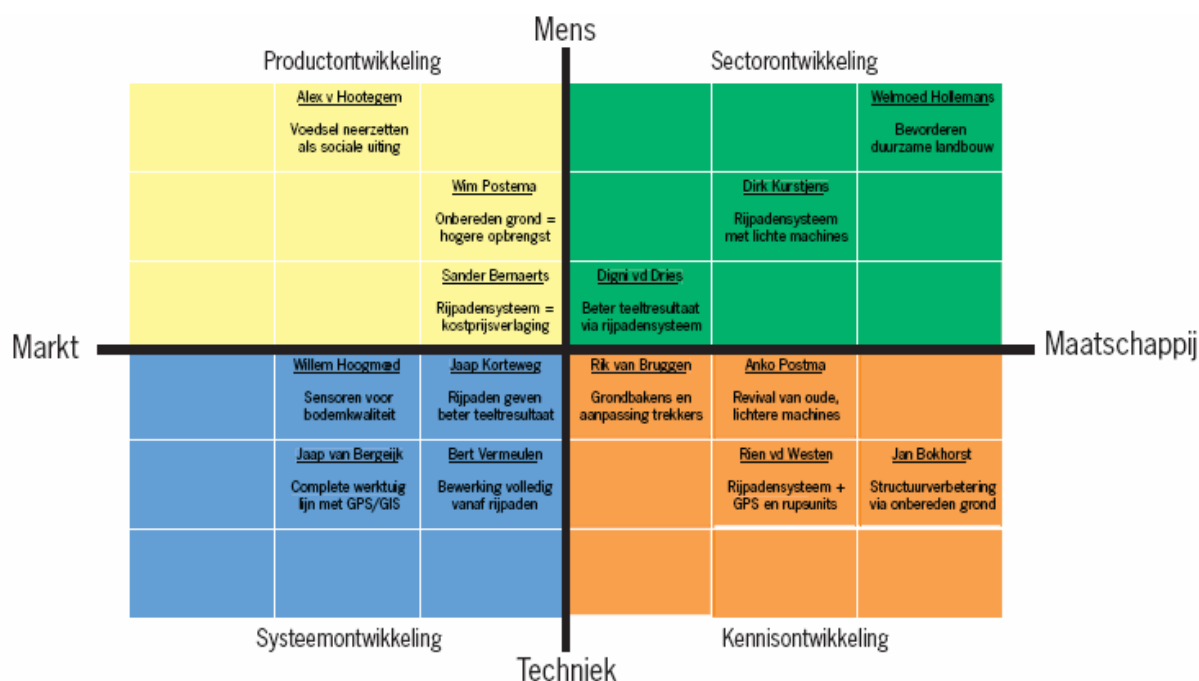 Mens
Productontwikkeling
Sectorontwikkeling
Alex v Hootegem
Voedsel neerzetten
als sociale uiting
Welmoed Hollemans
Bevorderen
duurzame landbouw
Wim Postema
Onbereden grond =
hogere opbrengst
Dirk Kurstjens
Rijpadensysteem
met lichte machines
Sander Bernaerts
Rijpadensysteem =
kostprijsverlaging
Digni vd Dries
Beter teeltresultaat
via rijpadensysteem
Markt
Maatschappij
Willem Hoogmoed
Sensoren voor
bodemkwaliteit
Jaap Korteweg
Rijpaden geven
beter teeltresultaat
Rik van Bruggen
Grondbakens en
aanpassing trekkers
Anko Postma
Revival van oude,
lichtere machines
Jaap van Bergeijk
Complete werktuig
lijn met GPS/GIS
Bert Vermeulen
Bewerking volledig
vanaf rijpaden
Rien vd Westen
Rijpadensysteem +
GPS en rupsunits
Jan Bokhorst
Structuurverbetering
via onbereden grond
Systeemontwikkeling
Kennisontwikkeling
Techniek